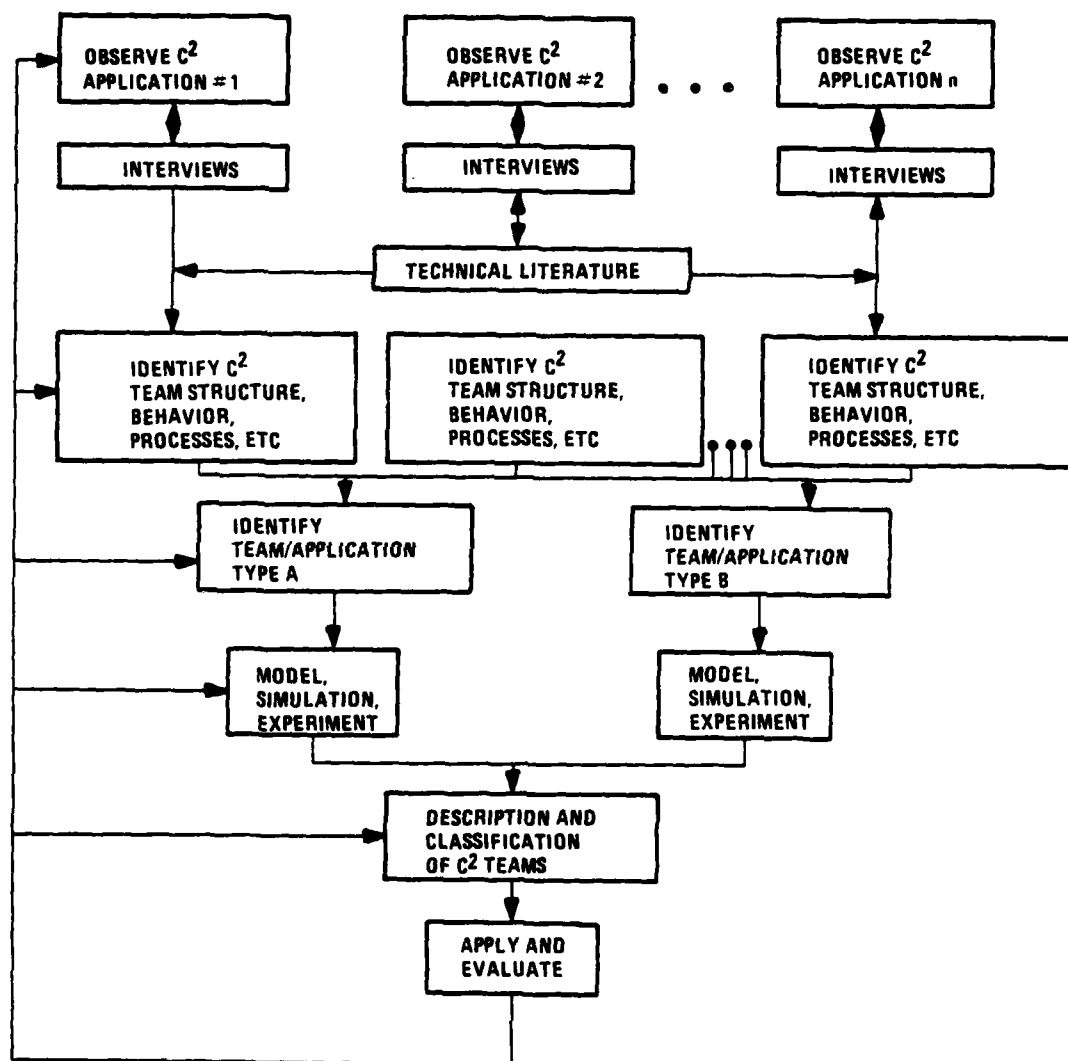 OBSERVE C²
APPLICATION #1
OBSERVE C²
APPLICATION #2
OBSERVE C²
APPLICATION n
INTERVIEWS
INTERVIEWS
INTERVIEWS
TECHNICAL LITERATURE
IDENTIFY C²
TEAM STRUCTURE,
BEHAVIOR,
PROCESSES, ETC
IDENTIFY C²
TEAM STRUCTURE,
BEHAVIOR,
PROCESSES, ETC
IDENTIFY C²
TEAM STRUCTURE,
BEHAVIOR,
PROCESSES, ETC
IDENTIFY
TEAM/APPLICATION
TYPE A
IDENTIFY
TEAM/APPLICATION
TYPE B
MODEL,
SIMULATION,
EXPERIMENT
MODEL,
SIMULATION,
EXPERIMENT
DESCRIPTION AND
CLASSIFICATION
OF C² TEAMS
APPLY AND
EVALUATE